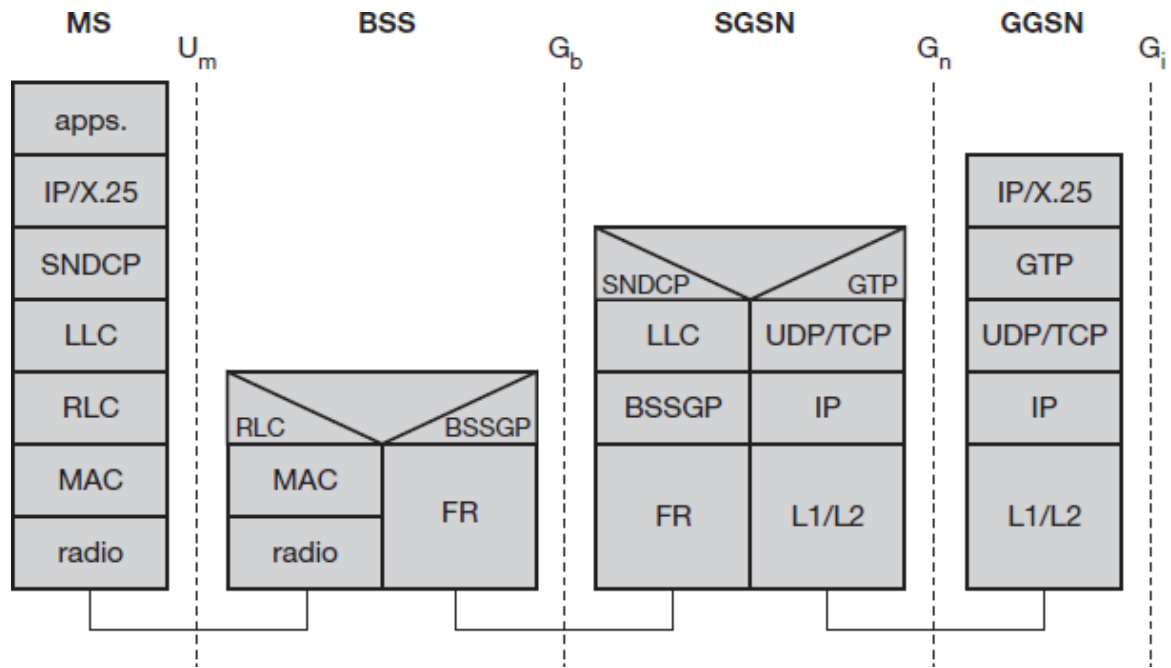 MS
BSS
SGSN
GGSN
Um
Gb
Gn
Gi
apps.
IP/X.25
SNDCP
LLC
RLC
MAC
radio
RLC
BSSGP
MAC
FR
radio
SNDCP
GTP
LLC
UDP/TCP
BSSGP
IP
FR
L1/L2
IP/X.25
GTP
UDP/TCP
IP
L1/L2